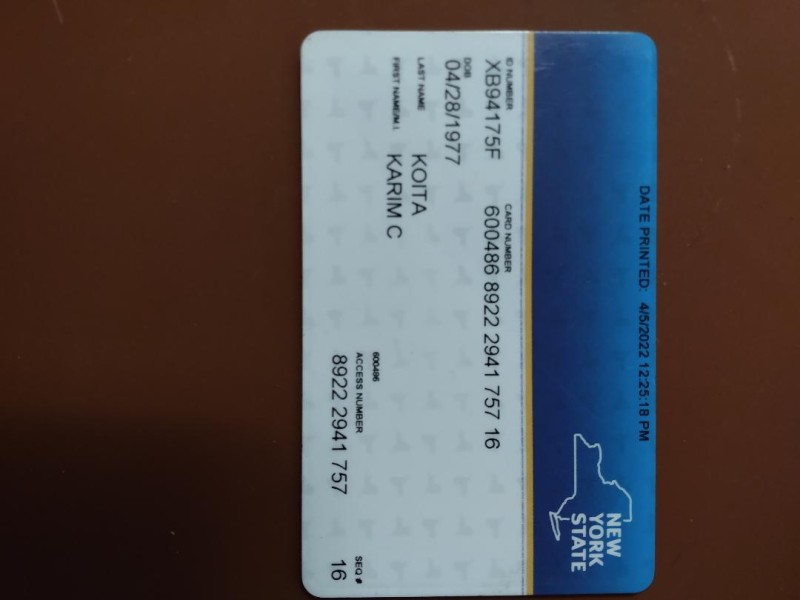 DATE PRINTED: 4/5/2022 12:25:18 PM
NEW
YORK
STATE
ID NUMBER CARD NUMBER
XB94175F 600486 8922 2941 757 16
DOB
04/28/1977
LAST NAME KOITA
FIRST NAME/M.I. KARIM C
600486
ACCESS NUMBER SEQ #
8922 2941 757 16